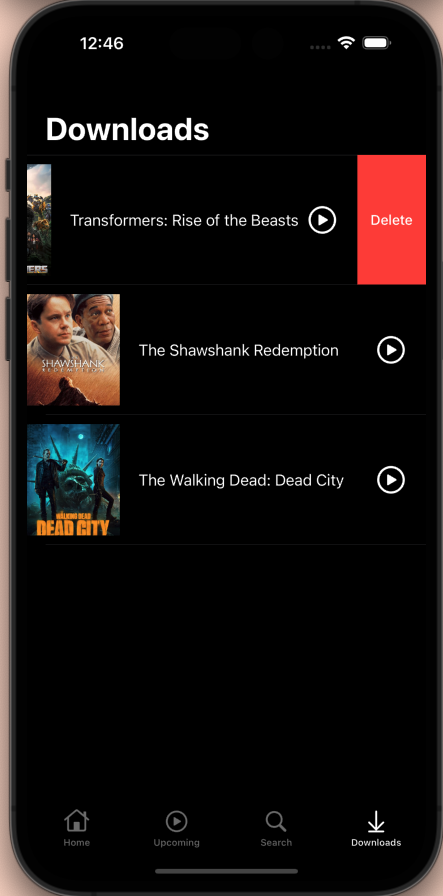 12:46
Downloads
Transformers: Rise of the Beasts
Delete
The Shawshank Redemption
SHAWSHANK
REDEMPTION
The Walking Dead: Dead City
THE WALKING DEAD
DEAD CITY
Home
Upcoming
Search
Downloads